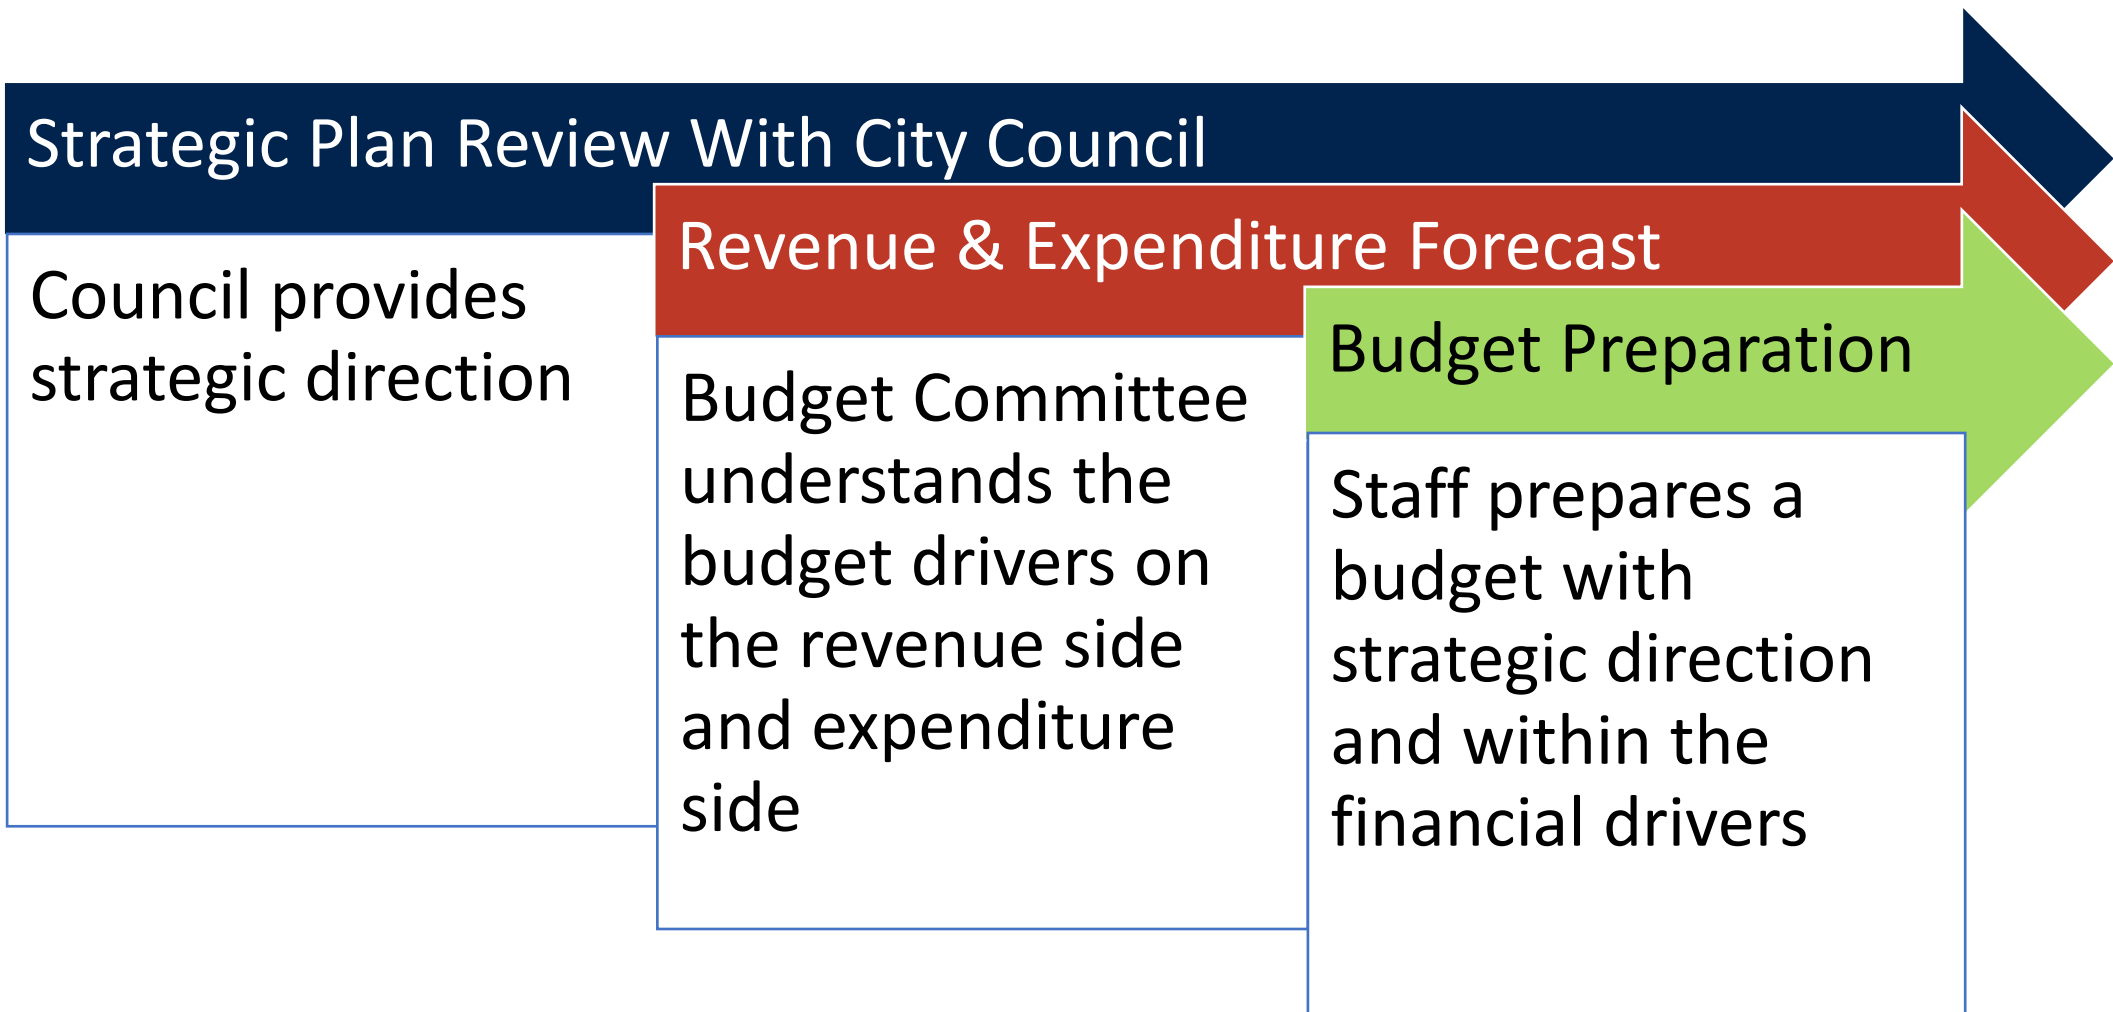 Strategic Plan Review With City Council
Council provides
strategic direction
Revenue & Expenditure Forecast
Budget Committee
understands the
budget drivers on
the revenue side
and expenditure
side
Budget Preparation
Staff prepares a
budget with
strategic direction
and within the
financial drivers